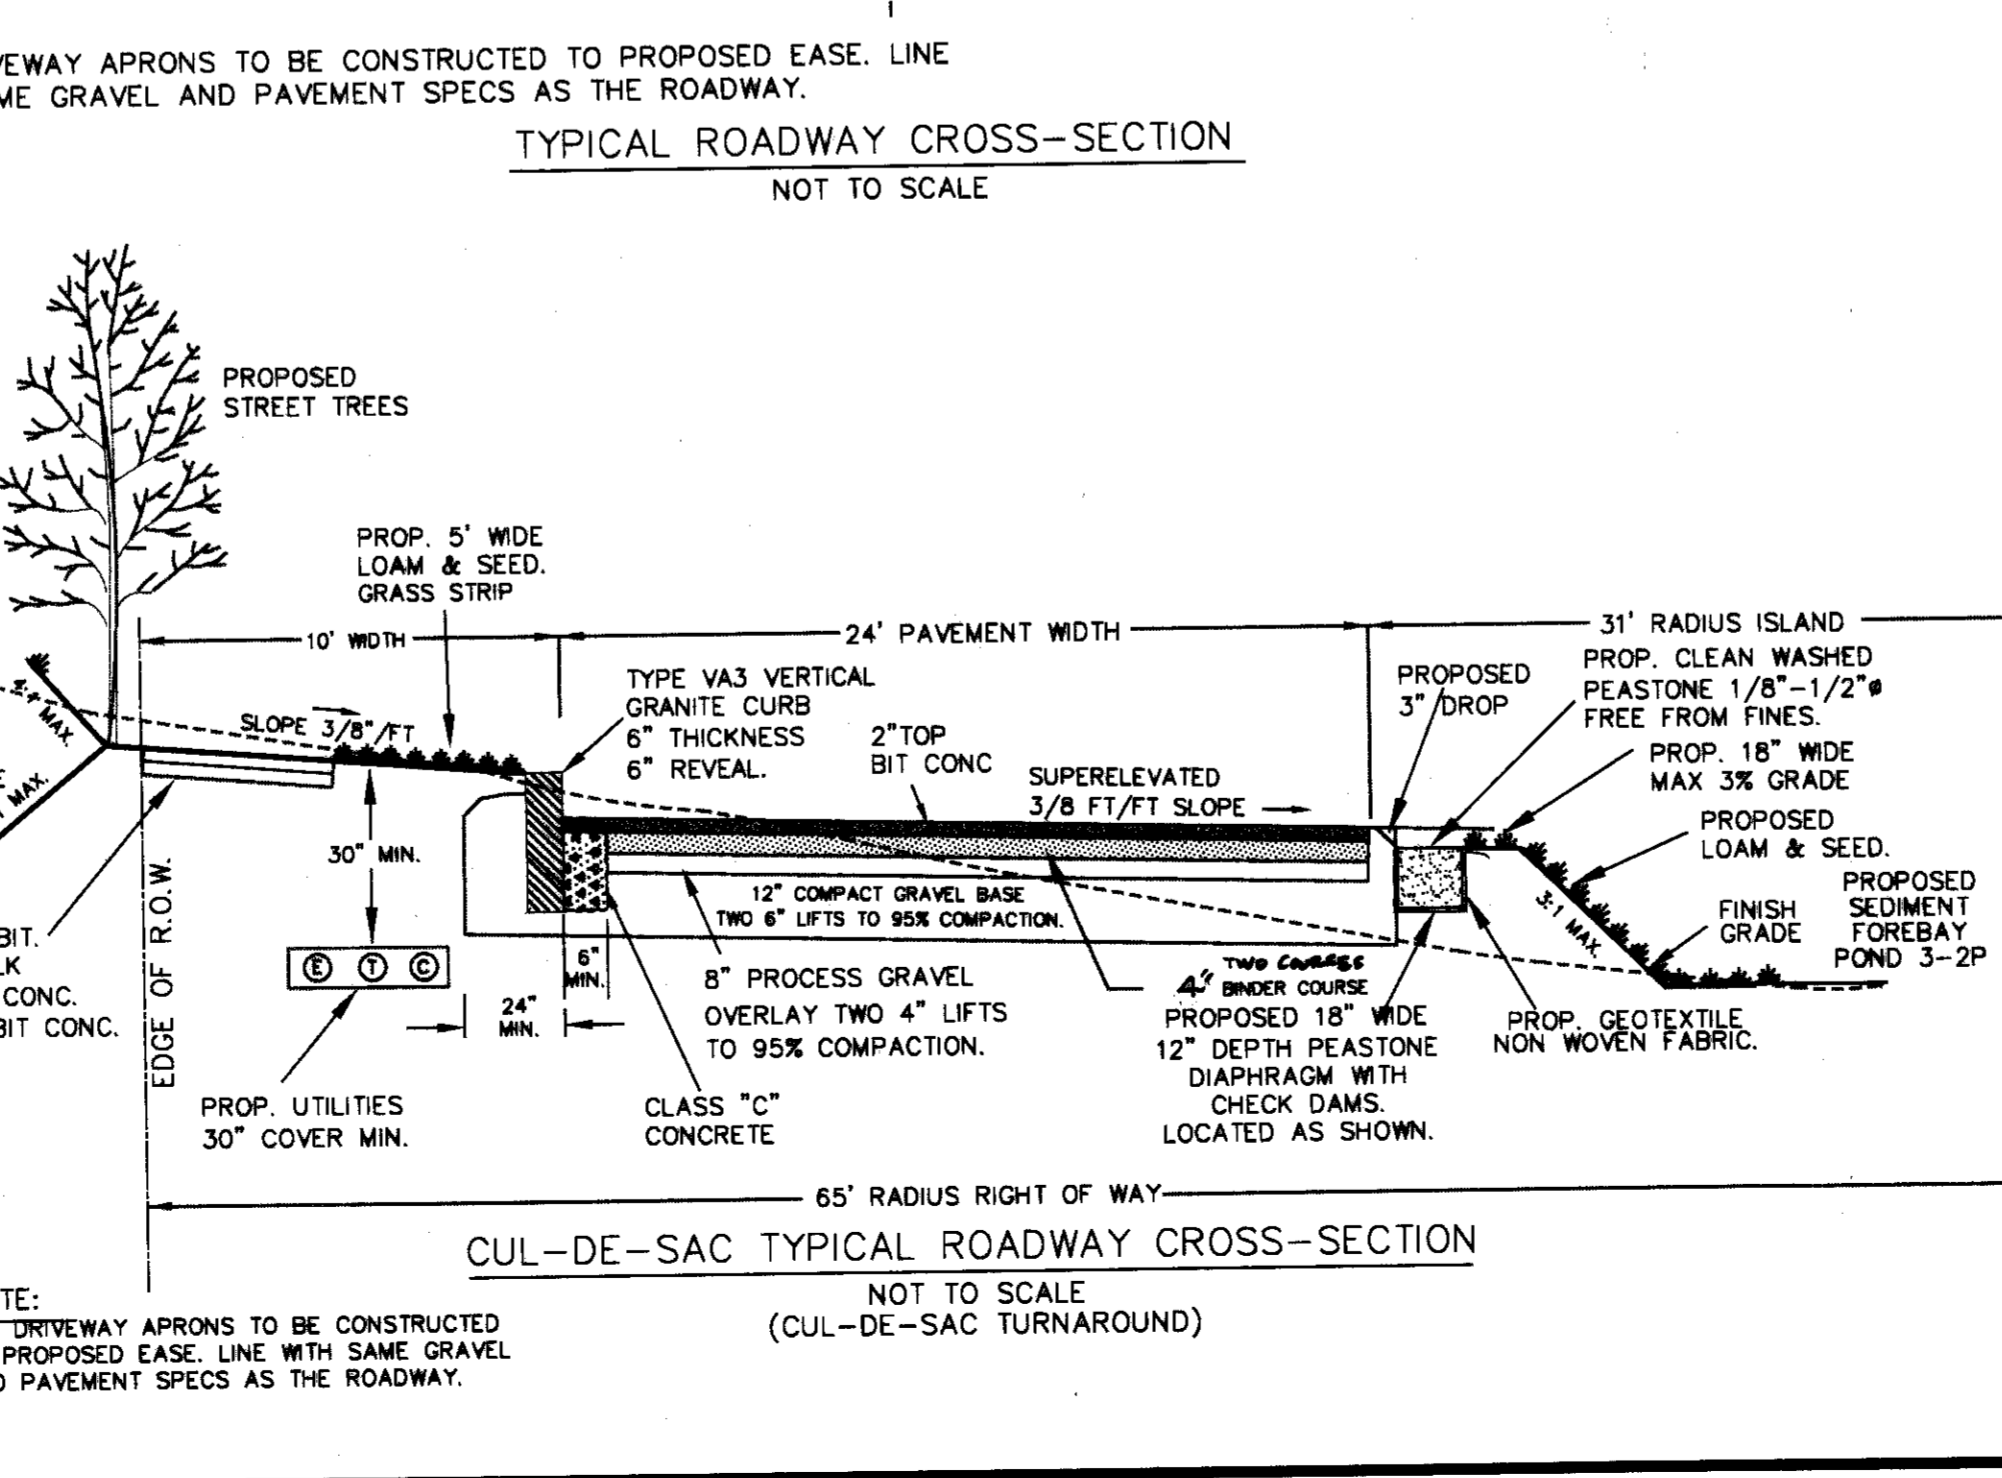 VEWAY APRONS TO BE CONSTRUCTED TO PROPOSED EASE. LINE
ME GRAVEL AND PAVEMENT SPECS AS THE ROADWAY.
TYPICAL ROADWAY CROSS-SECTION
NOT TO SCALE
PROPOSED
STREET TREES
PROP. 5' WIDE
LOAM & SEED.
GRASS STRIP
10' WIDTH
24' PAVEMENT WIDTH
31' RADIUS ISLAND
TYPE VA3 VERTICAL
GRANITE CURB
6" THICKNESS
6" REVEAL.
2"TOP
BIT CONC
SUPERELEVATED
3/8 FT/FT SLOPE
PROPOSED
3" DROP
PROP. CLEAN WASHED
PEASTONE 1/8"-1/2"ø
FREE FROM FINES.
PROP. 18" WIDE
MAX 3% GRADE
PROPOSED
LOAM & SEED.
MAX.
SLOPE 3/8"/FT
MAX.
30" MIN.
12" COMPACT GRAVEL BASE
TWO 6" LIFTS TO 95% COMPACTION.
3:1 MAX.
FINISH
GRADE
PROPOSED
SEDIMENT
FOREBAY
POND 3-2P
BIT.
LK
CONC.
BIT CONC.
EDGE OF R.O.W.
E T C
24"
MIN.
6"
MIN.
8" PROCESS GRAVEL
OVERLAY TWO 4" LIFTS
TO 95% COMPACTION.
TWO COURSES
4" BINDER COURSE
PROPOSED 18" WIDE
12" DEPTH PEASTONE
DIAPHRAGM WITH
CHECK DAMS.
LOCATED AS SHOWN.
PROP. GEOTEXTILE
NON WOVEN FABRIC.
PROP. UTILITIES
30" COVER MIN.
CLASS "C"
CONCRETE
65' RADIUS RIGHT OF WAY
CUL-DE-SAC TYPICAL ROADWAY CROSS-SECTION
NOT TO SCALE
(CUL-DE-SAC TURNAROUND)
TE:
DRIVEWAY APRONS TO BE CONSTRUCTED
PROPOSED EASE. LINE WITH SAME GRAVEL
D PAVEMENT SPECS AS THE ROADWAY.